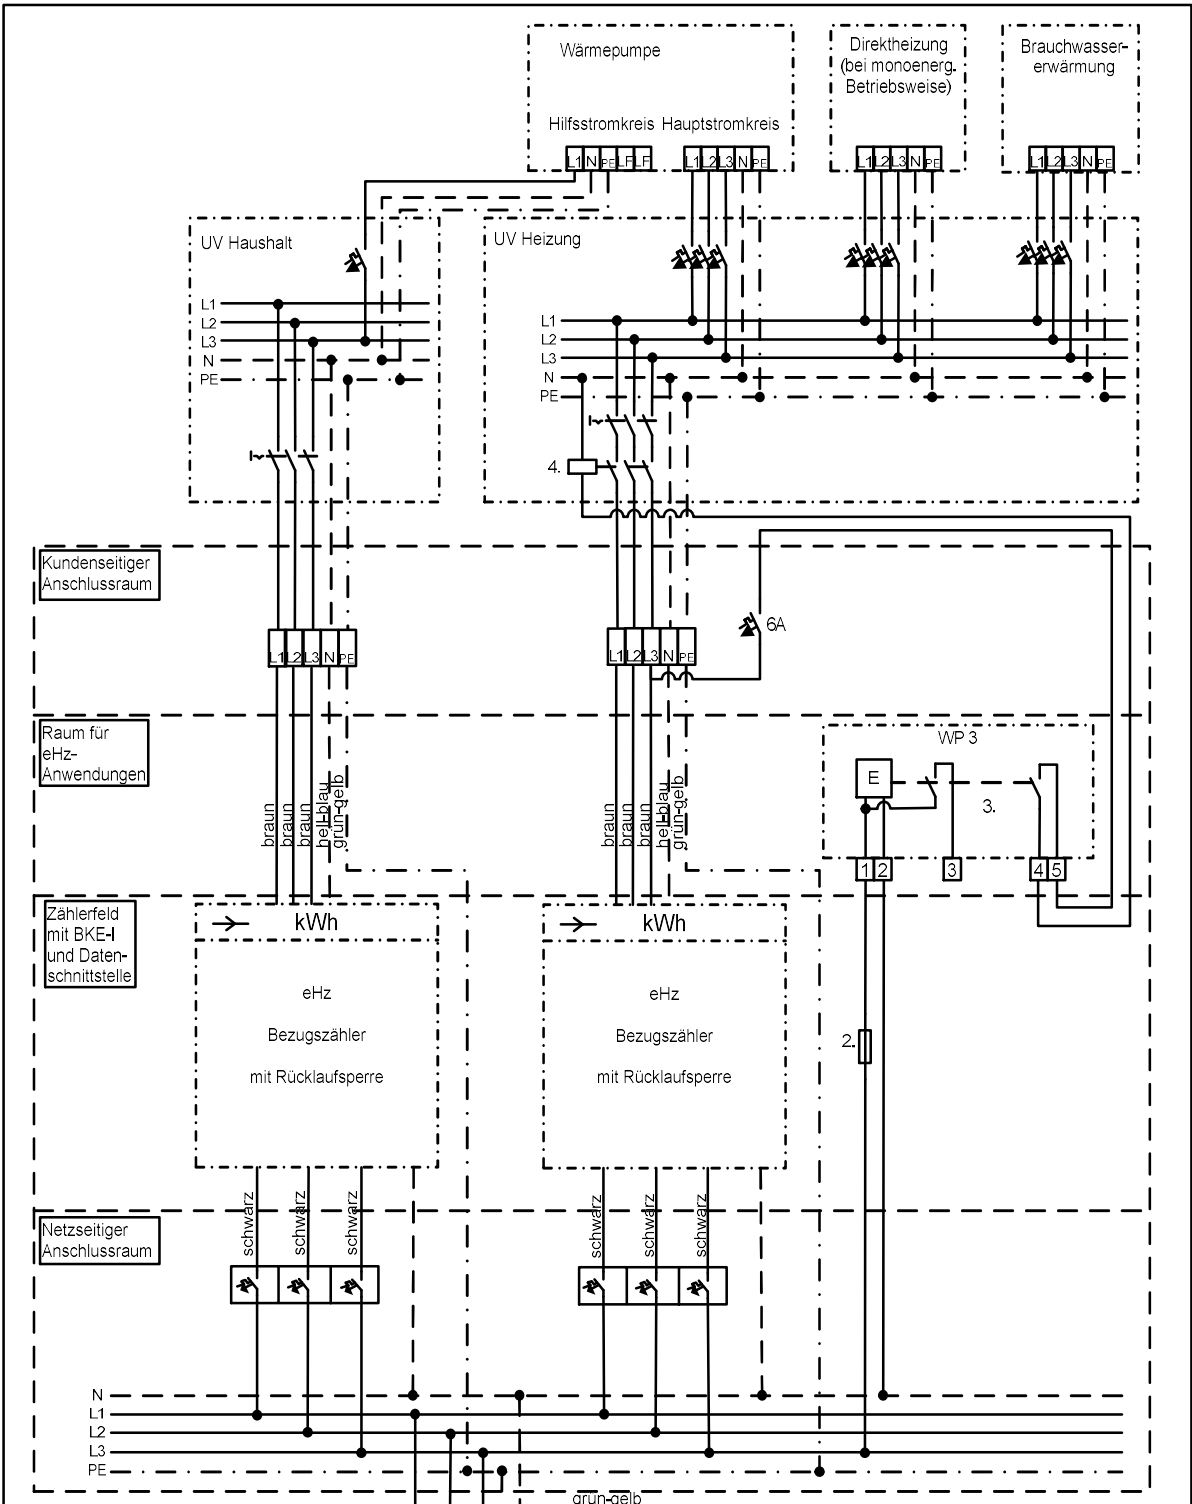 Wärmepumpe
Direktheizung
(bei monoenerg.
Betriebsweise)
Brauchwasser-
erwärmung
Hilfsstromkreis Hauptstromkreis
L1 N PE LF LF
L1 L2 L3 N PE
L1 L2 L3 N PE
L1 L2 L3 N PE
UV Haushalt
L1
L2
L3
N
PE
UV Heizung
L1
L2
L3
N
PE
4.
Kundenseitiger
Anschlussraum
6A
L1 L2 L3 N PE
L1 L2 L3 N PE
Raum für
eHz-
Anwendungen
braun
braun
braun
hell-blau
grün-gelb
braun
braun
braun
hell-blau
grün-gelb
WP 3
E
3.
1 2 3 4 5
Zählerfeld
mit BKE-I
und Daten-
schnittstelle
kWh
eHz
Bezugszähler
mit Rücklaufsperre
kWh
eHz
Bezugszähler
mit Rücklaufsperre
2.
Netzseitiger
Anschlussraum
schwarz
schwarz
schwarz
schwarz
schwarz
schwarz
N
L1
L2
L3
PE
grün-gelb